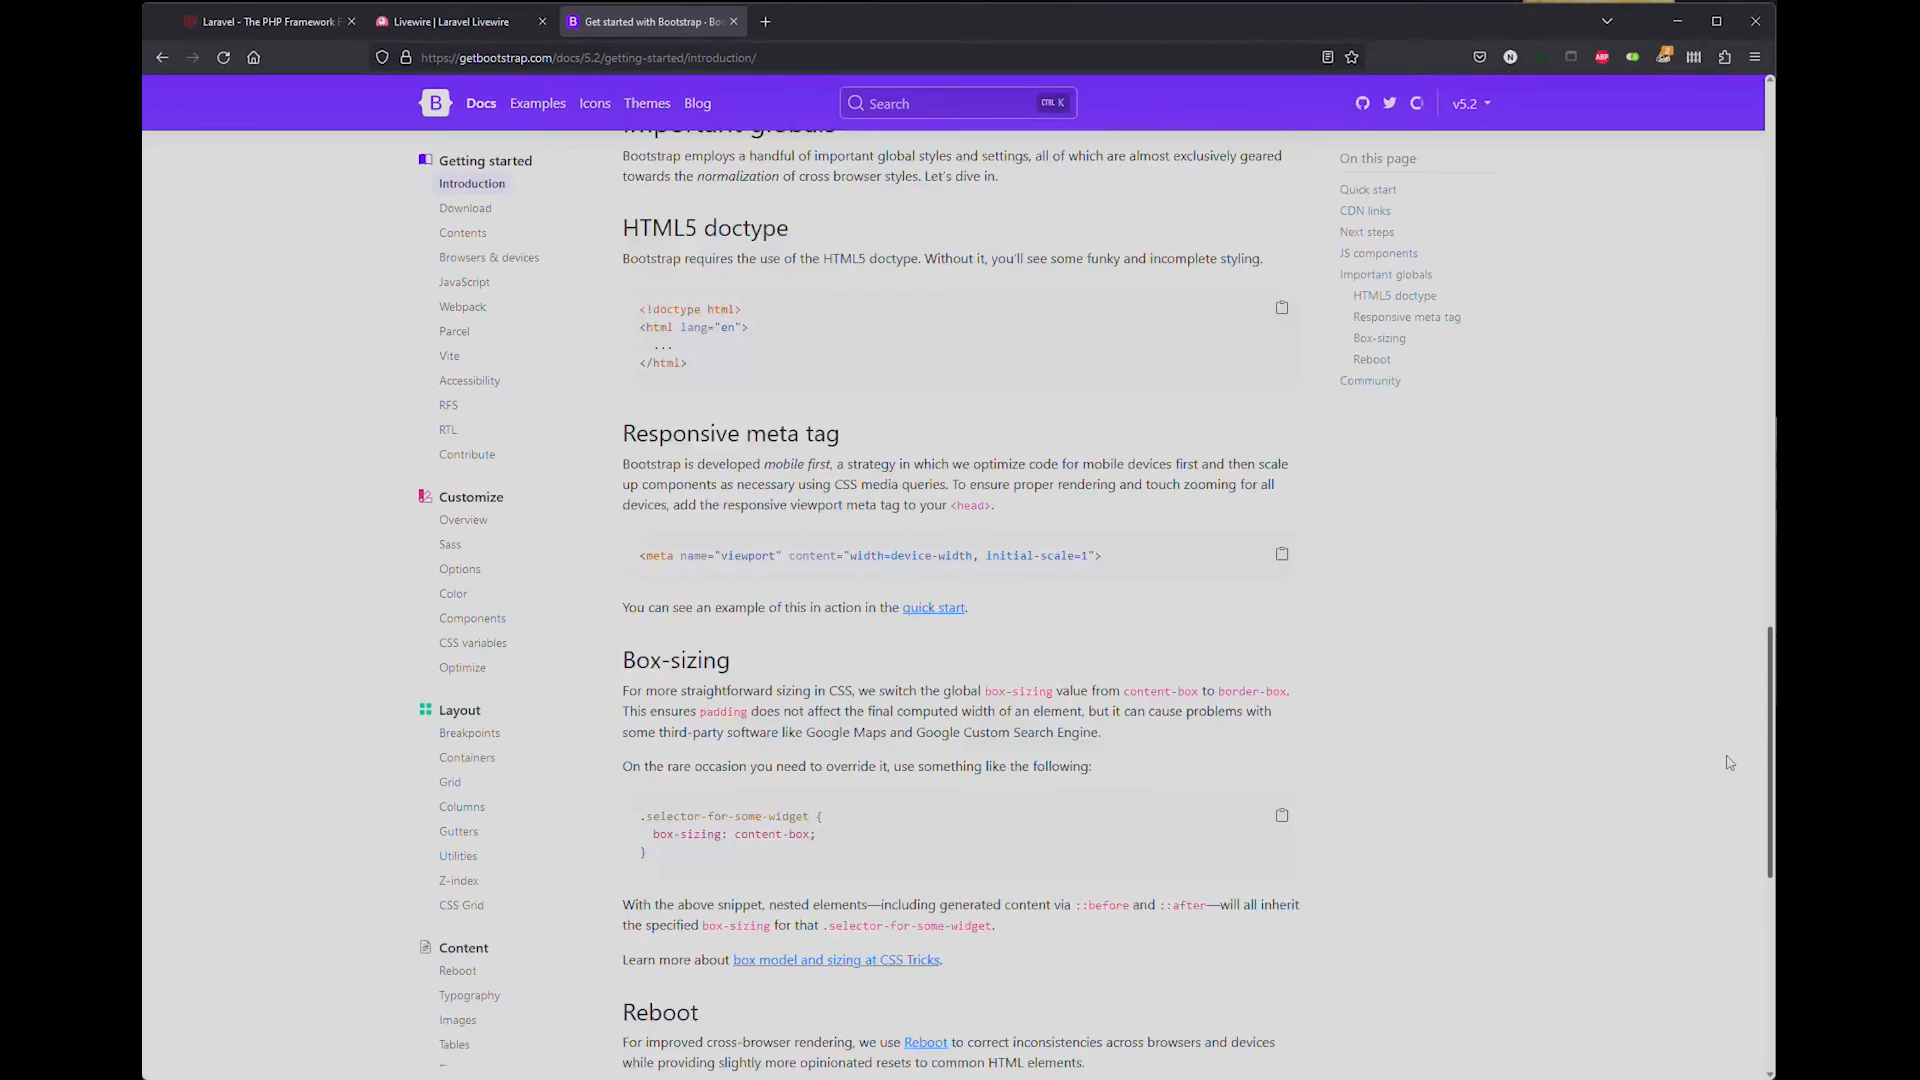 Laravel - The PHP Framework F
Livewire | Laravel Livewire
B Get started with Bootstrap · Boo
https://getbootstrap.com/docs/5.2/getting-started/introduction/
N
ABP
2
B
Docs
Examples
Icons
Themes
Blog
Search
CTRL K
v5.2
Getting started
Introduction
Download
Contents
Browsers & devices
JavaScript
Webpack
Parcel
Vite
Accessibility
RFS
RTL
Contribute
Customize
Overview
Sass
Options
Color
Components
CSS variables
Optimize
Layout
Breakpoints
Containers
Grid
Columns
Gutters
Utilities
Z-index
CSS Grid
Content
Reboot
Typography
Images
Tables
Important globals
Bootstrap employs a handful of important global styles and settings, all of which are almost exclusively geared
towards the normalization of cross browser styles. Let's dive in.
HTML5 doctype
Bootstrap requires the use of the HTML5 doctype. Without it, you'll see some funky and incomplete styling.
<!doctype html>
<html lang="en">
...
</html>
Responsive meta tag
Bootstrap is developed mobile first, a strategy in which we optimize code for mobile devices first and then scale
up components as necessary using CSS media queries. To ensure proper rendering and touch zooming for all
devices, add the responsive viewport meta tag to your <head>.
<meta name="viewport" content="width=device-width, initial-scale=1">
You can see an example of this in action in the quick start.
Box-sizing
For more straightforward sizing in CSS, we switch the global box-sizing value from content-box to border-box.
This ensures padding does not affect the final computed width of an element, but it can cause problems with
some third-party software like Google Maps and Google Custom Search Engine.
On the rare occasion you need to override it, use something like the following:
.selector-for-some-widget {
box-sizing: content-box;
}
With the above snippet, nested elements—including generated content via ::before and ::after—will all inherit
the specified box-sizing for that .selector-for-some-widget.
Learn more about box model and sizing at CSS Tricks.
Reboot
For improved cross-browser rendering, we use Reboot to correct inconsistencies across browsers and devices
while providing slightly more opinionated resets to common HTML elements.
On this page
Quick start
CDN links
Next steps
JS components
Important globals
HTML5 doctype
Responsive meta tag
Box-sizing
Reboot
Community